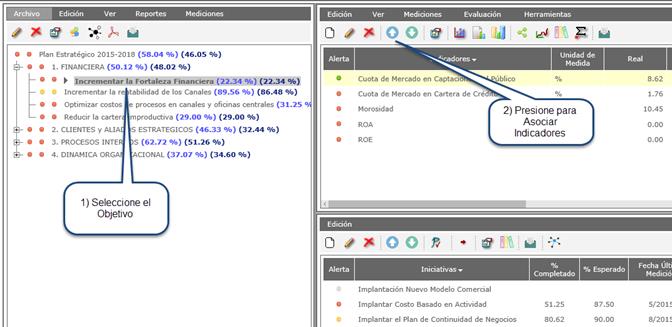 Archivo Edición Ver Reportes Mediciones
Plan Estratégico 2015-2018 (58.04 %) (46.05 %)
1. FINANCIERA (50.12 %) (48.02 %)
Incrementar la Fortaleza Financiera (22.34 %) (22.34 %)
Incrementar la rentabilidad de los Canales (89.56 %) (86.48 %)
Optimizar costos de procesos en canales y oficinas centrales (31.25 %
Reducir la cartera improductiva (29.00 %) (29.00 %)
2. CLIENTES y ALIADOS ESTRATEGICOS (46.33 %) (32.44 %)
3. PROCESOS INTERNOS (62.72 %) (51.26 %)
4. DINAMICA ORGANIZACIONAL (37.07 %) (34.60 %)
1) Seleccione el
Objetivo
Edición Ver Mediciones Evaluación Herramientas
Alerta Indicadores Unidad de Medida Real
Cuota de Mercado en Captaciones del Público % 8.62
Cuota de Mercado en Cartera de Créditos % 1.76
Morosidad 10.45
ROA 0.00
ROE 0.00
2) Presione para
Asociar
Indicadores
Edición
Alerta Iniciativas % Completado % Esperado Fecha Últi Medició
Implantación Nuevo Modelo Comercial
Implantar Costo Basado en Actividad 51.25 87.50 5/2015
Implantar el Plan de Continuidad de Negocios 80.62 90.00 8/2015